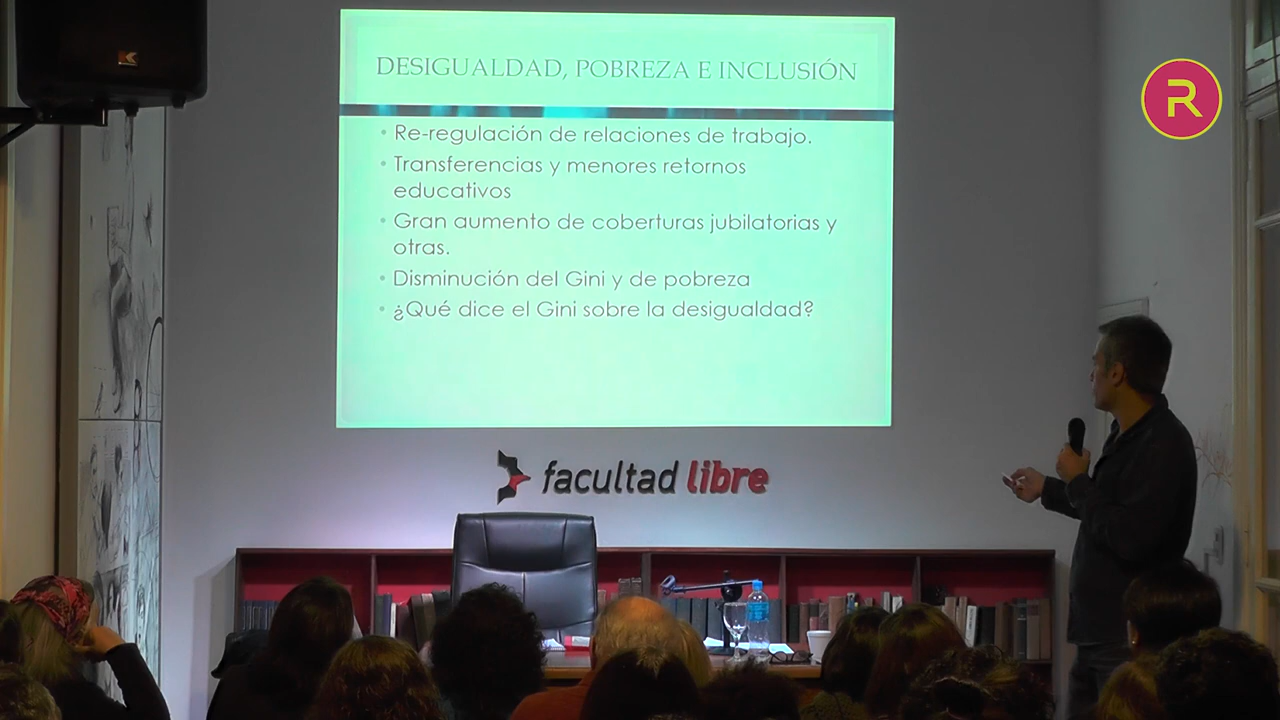 DESIGUALDAD, POBREZA E INCLUSIÓN
• Re-regulación de relaciones de trabajo.
• Transferencias y menores retornos
educativos
• Gran aumento de coberturas jubilatorias y
otras.
• Disminución del Gini y de pobreza
• ¿Qué dice el Gini sobre la desigualdad?
R
facultad libre